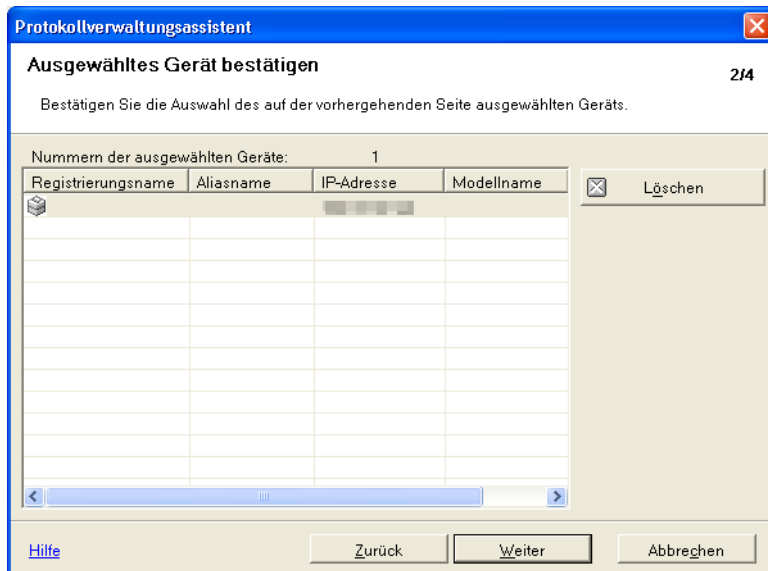 Protokollverwaltungsassistent
Ausgewähltes Gerät bestätigen
2/4
Bestätigen Sie die Auswahl des auf der vorhergehenden Seite ausgewählten Geräts.
Nummern der ausgewählten Geräte: 1
Registrierungsname Aliasname IP-Adresse Modellname
Löschen
Hilfe Zurück Weiter Abbrechen